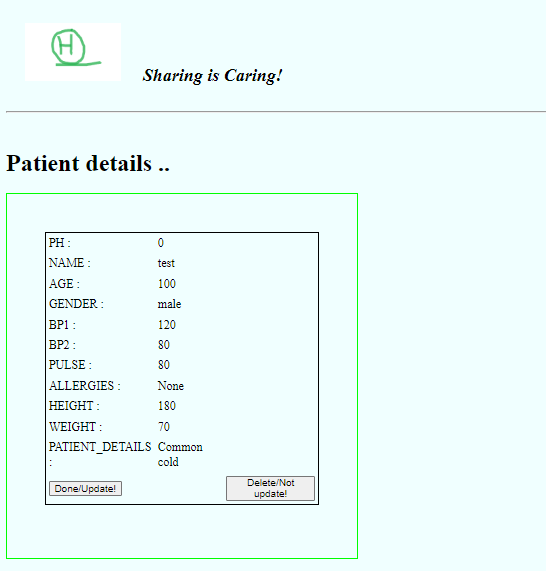 H
Sharing is Caring!
Patient details ..
PH : 0
NAME : test
AGE : 100
GENDER : male
BP1 : 120
BP2 : 80
PULSE : 80
ALLERGIES : None
HEIGHT : 180
WEIGHT : 70
PATIENT_DETAILS Common
: cold
Done/Update! Delete/Not
update!